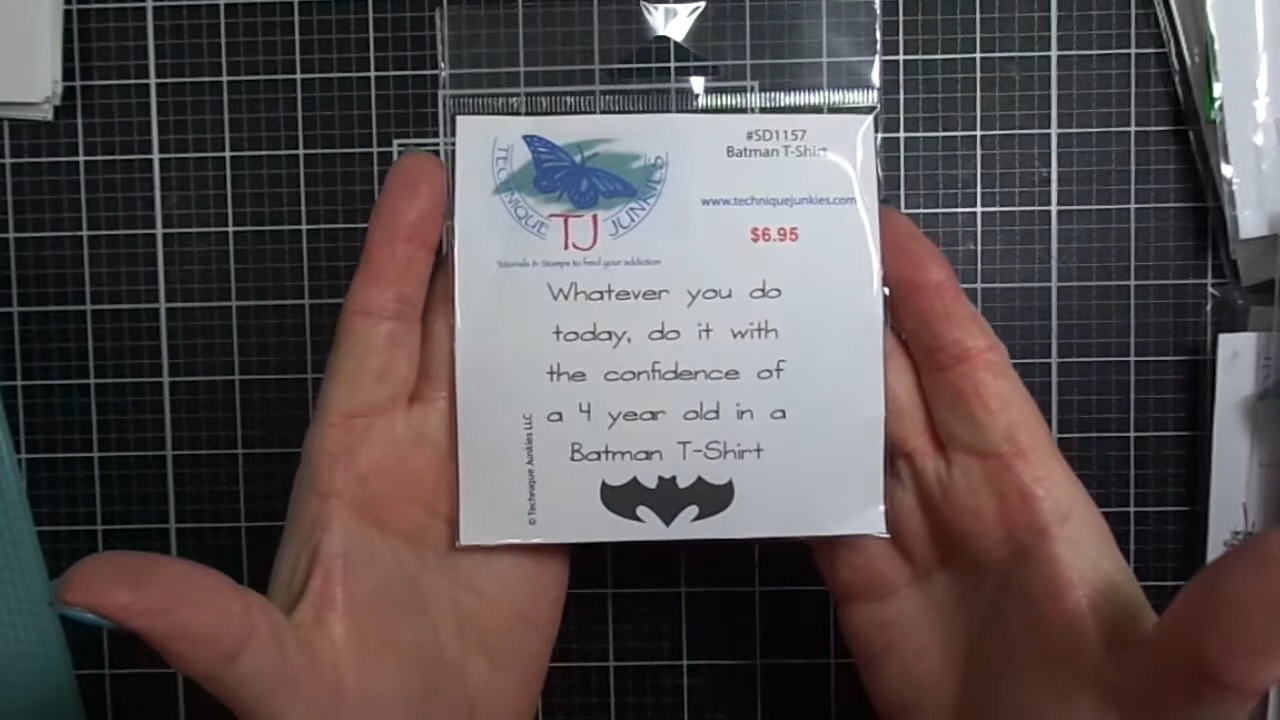 TECHNIQUE JUNKIES
TJ
Tutorials & Stamps to feed your addiction
#SD1157
Batman T-Shirt
www.techniquejunkies.com
$6.95
Whatever you do
today, do it with
the confidence of
a 4 year old in a
Batman T-Shirt
© Technique Junkies LLC